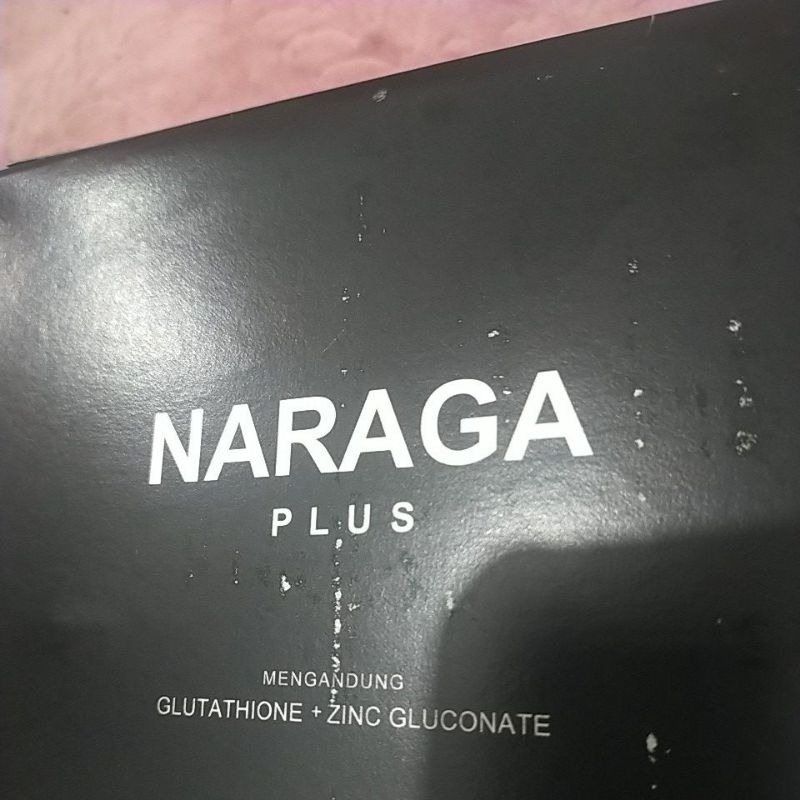 NARAGA
PLUS
MENGANDUNG
GLUTATHIONE + ZINC GLUCONATE